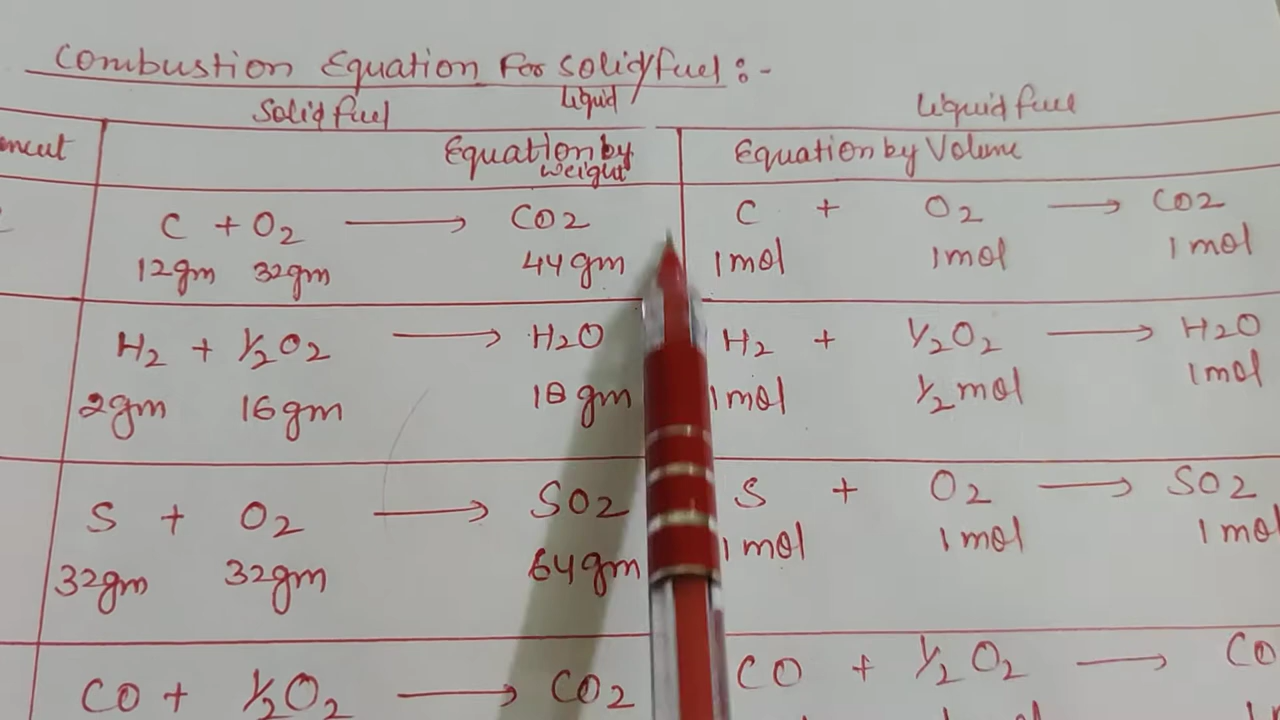 Combustion Equation For solid/fuel :-
Liquid
Solid fuel
Liquid fuel
Equation by weight
Equation by Volume
C + O2 ⟶ CO2
12gm 32gm 44gm
C + O2 ⟶ CO2
1mol 1mol 1mol
H2 + ½O2 ⟶ H2O
2gm 16gm 18gm
H2 + ½O2 ⟶ H2O
1mol ½mol 1mol
S + O2 ⟶ SO2
32gm 32gm 64gm
S + O2 ⟶ SO2
1mol 1mol 1mol
CO + ½O2 ⟶ CO2
CO + ½O2 ⟶ CO